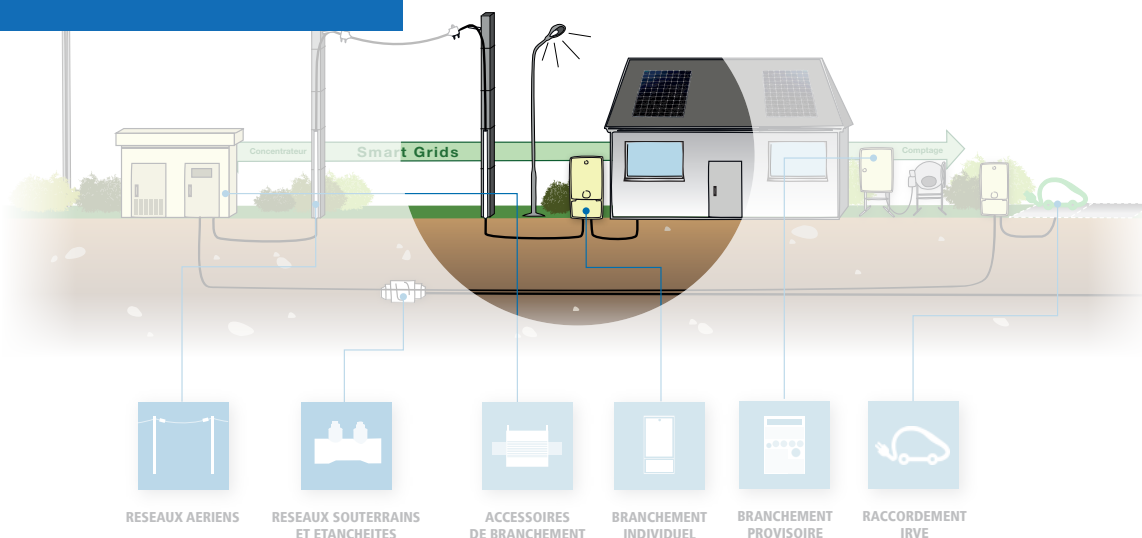 Concentrateur
Smart Grids
Comptage
RESEAUX AERIENS
RESEAUX SOUTERRAINS
ET ETANCHEITES
ACCESSOIRES
DE BRANCHEMENT
BRANCHEMENT
INDIVIDUEL
BRANCHEMENT
PROVISOIRE
RACCORDEMENT
IRVE